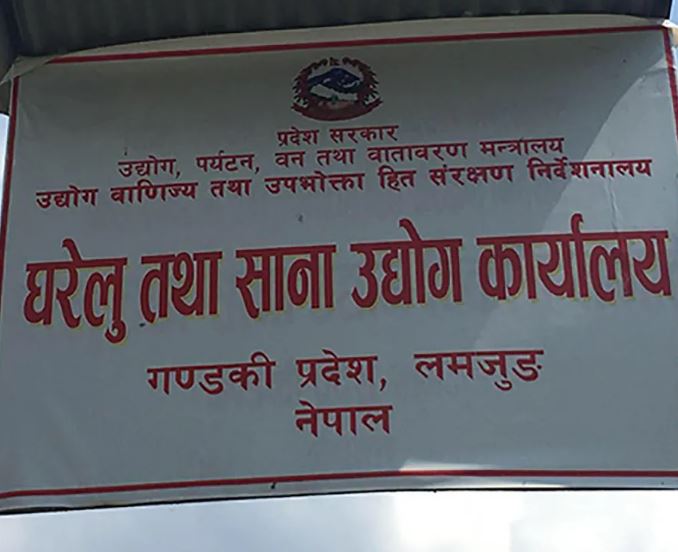 प्रदेश सरकार
उद्योग, पर्यटन, वन तथा वातावरण मन्त्रालय
उद्योग वाणिज्य तथा उपभोक्ता हित संरक्षण निर्देशनालय
घरेलु तथा साना उद्योग कार्यालय
गण्डकी प्रदेश, लमजुङ
नेपाल